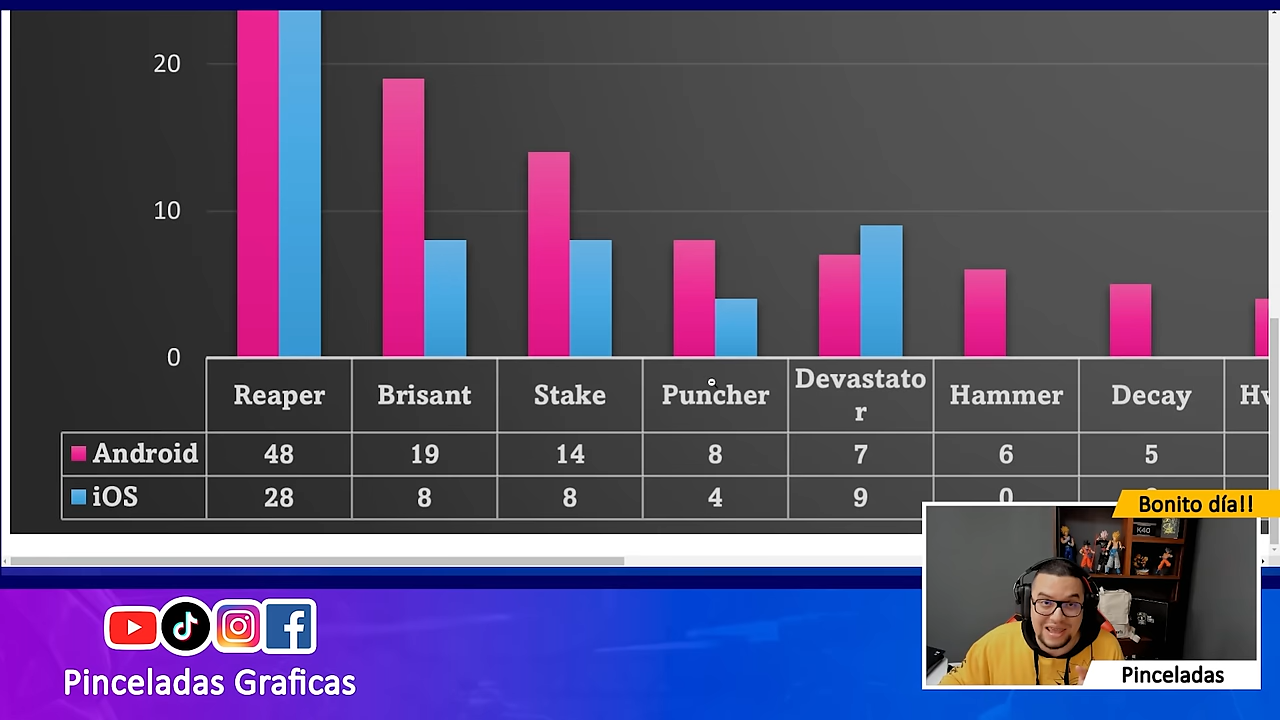 20
10
0
Reaper Brisant Stake Puncher Devastato
r Hammer Decay
Android 48 19 14 8 7 6 5
iOS 28 8 8 4 9 0
Bonito día!!
K40
Pinceladas
Pinceladas Graficas